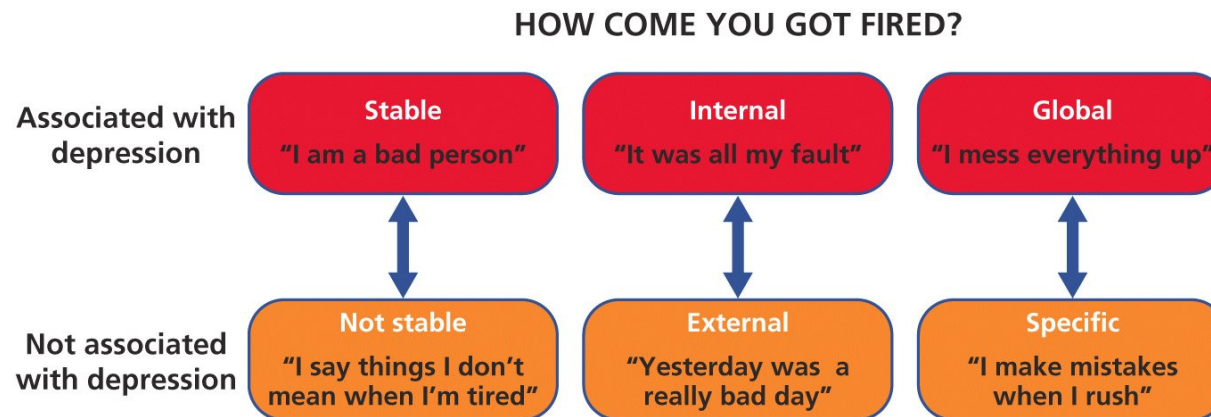 HOW COME YOU GOT FIRED?
Associated with
depression
Stable
“I am a bad person”
Internal
“It was all my fault”
Global
“I mess everything up”
Not associated
with depression
Not stable
“I say things I don’t
mean when I’m tired”
External
“Yesterday was a
really bad day”
Specific
“I make mistakes
when I rush”